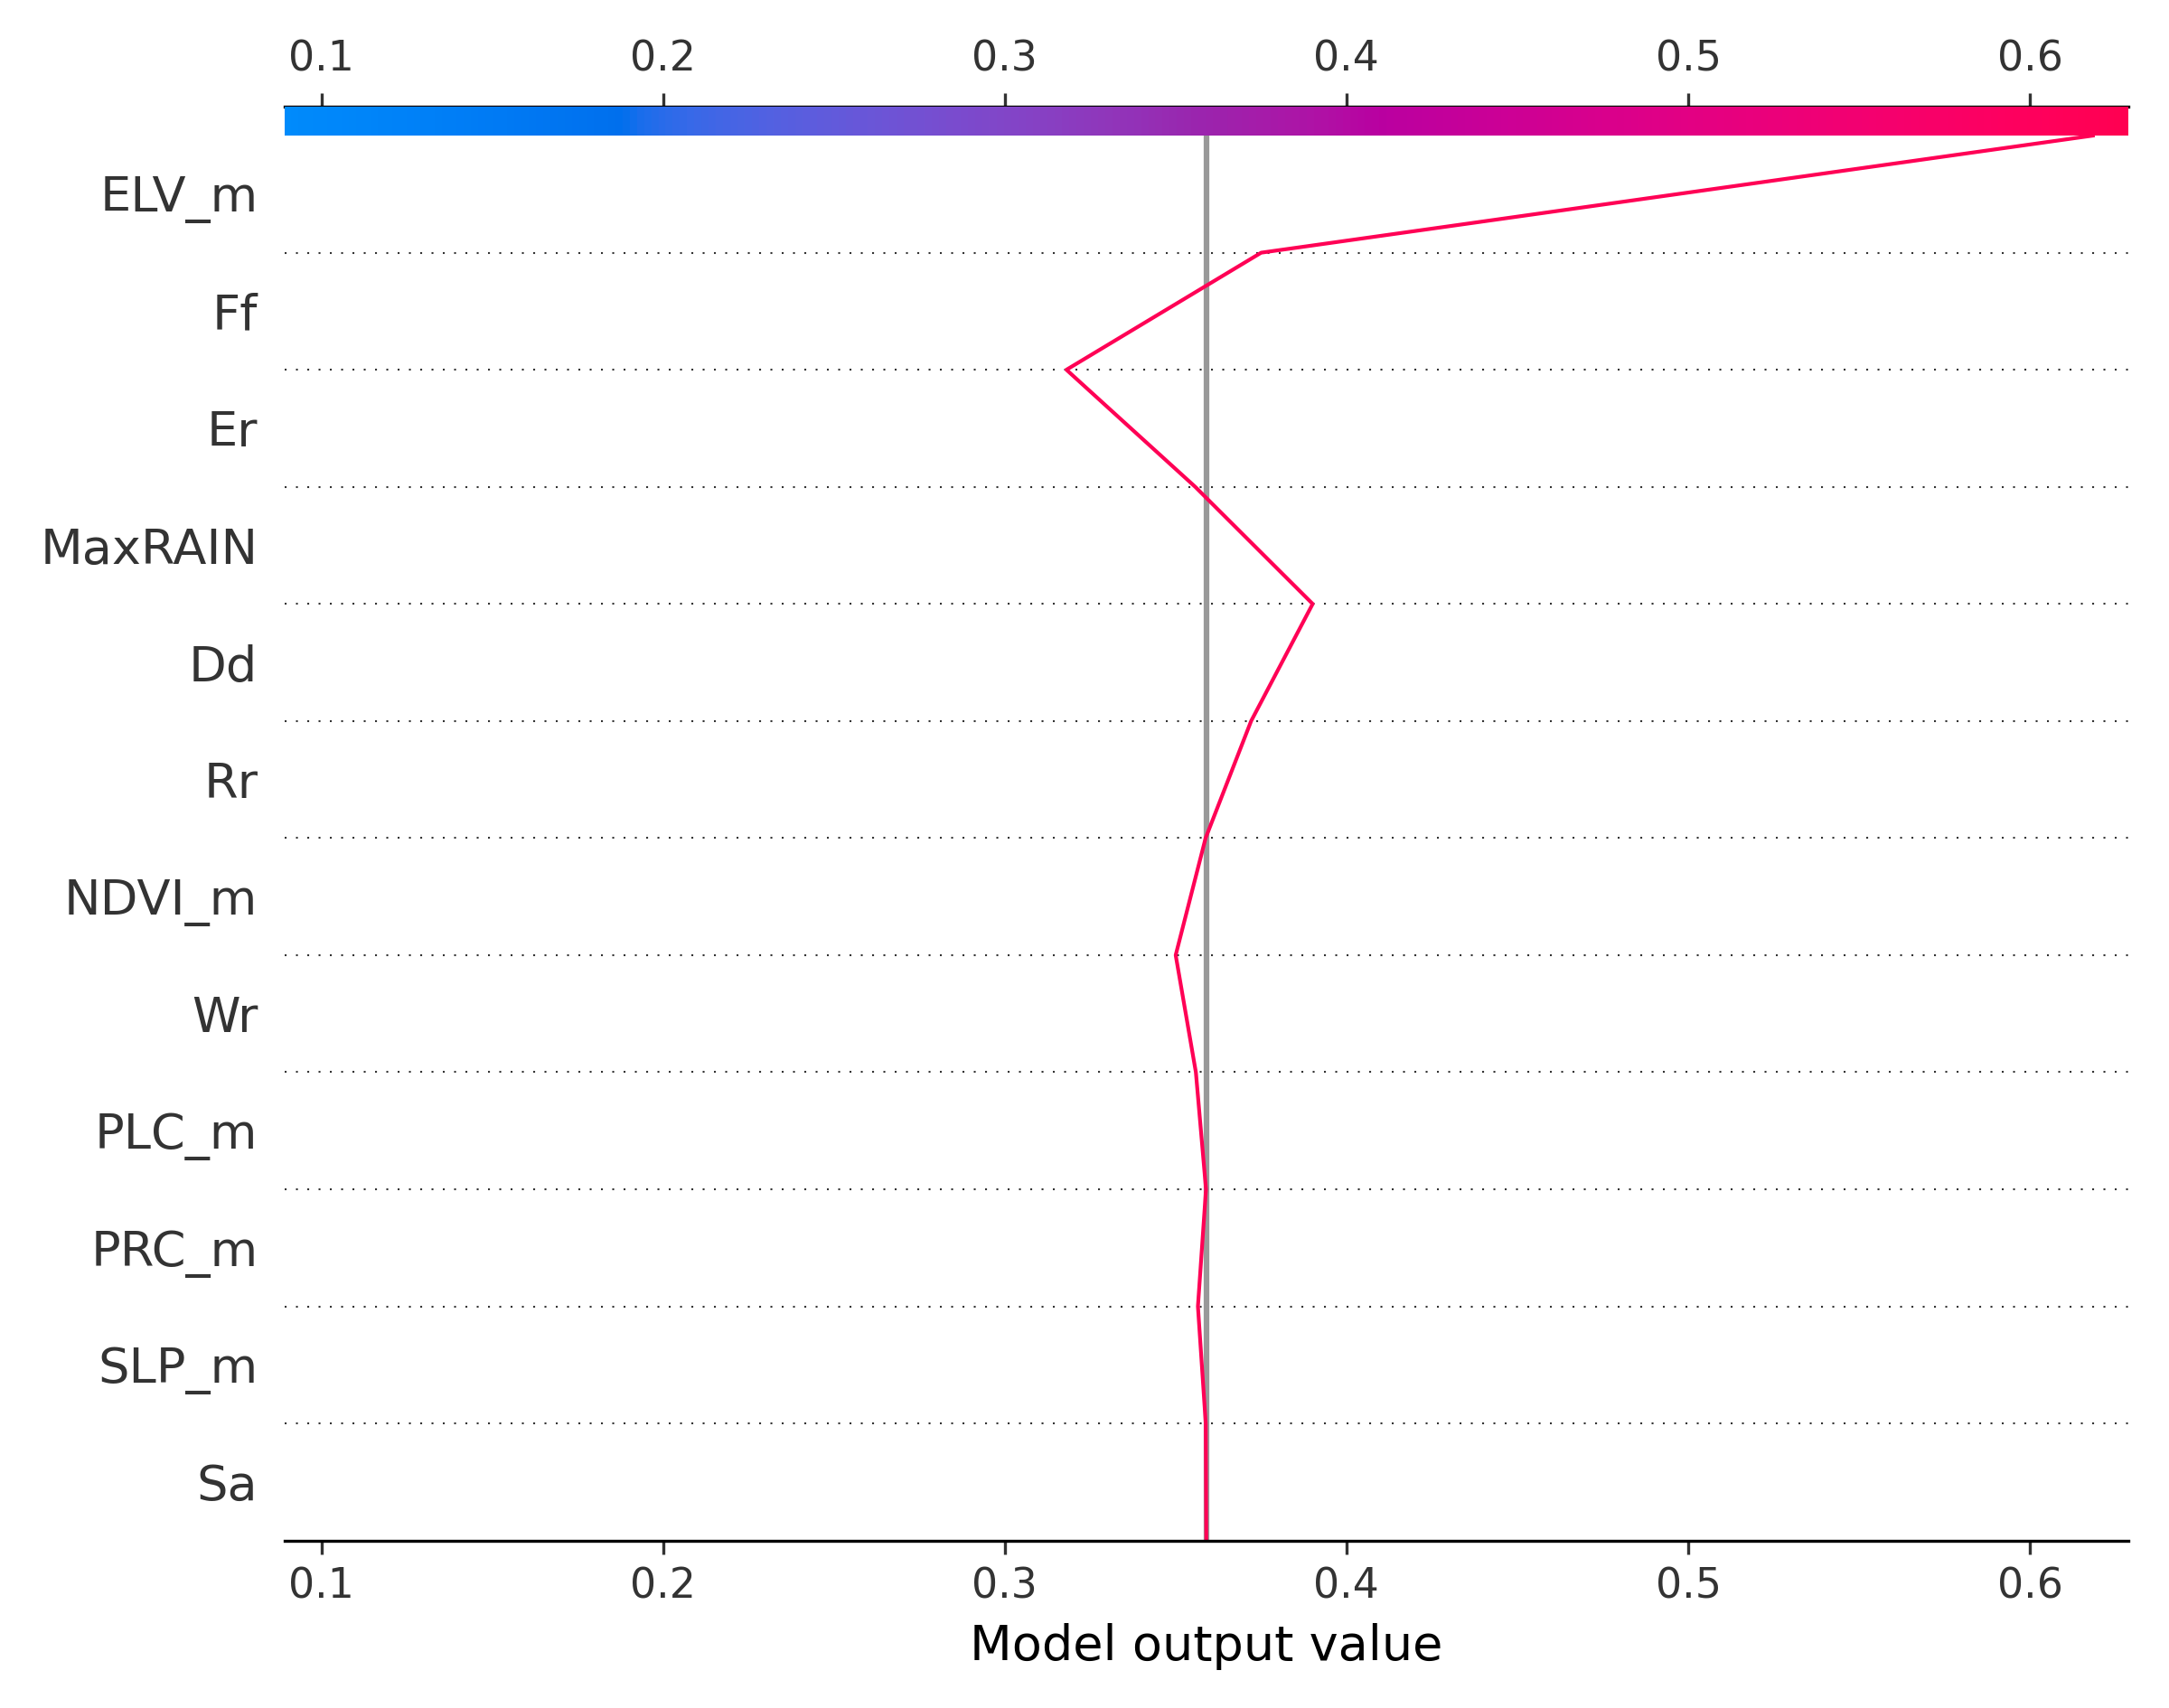 0.1 0.2 0.3 0.4 0.5 0.6
ELV_m
Ff
Er
MaxRAIN
Dd
Rr
NDVI_m
Wr
PLC_m
PRC_m
SLP_m
Sa
0.1 0.2 0.3 0.4 0.5 0.6
Model output value